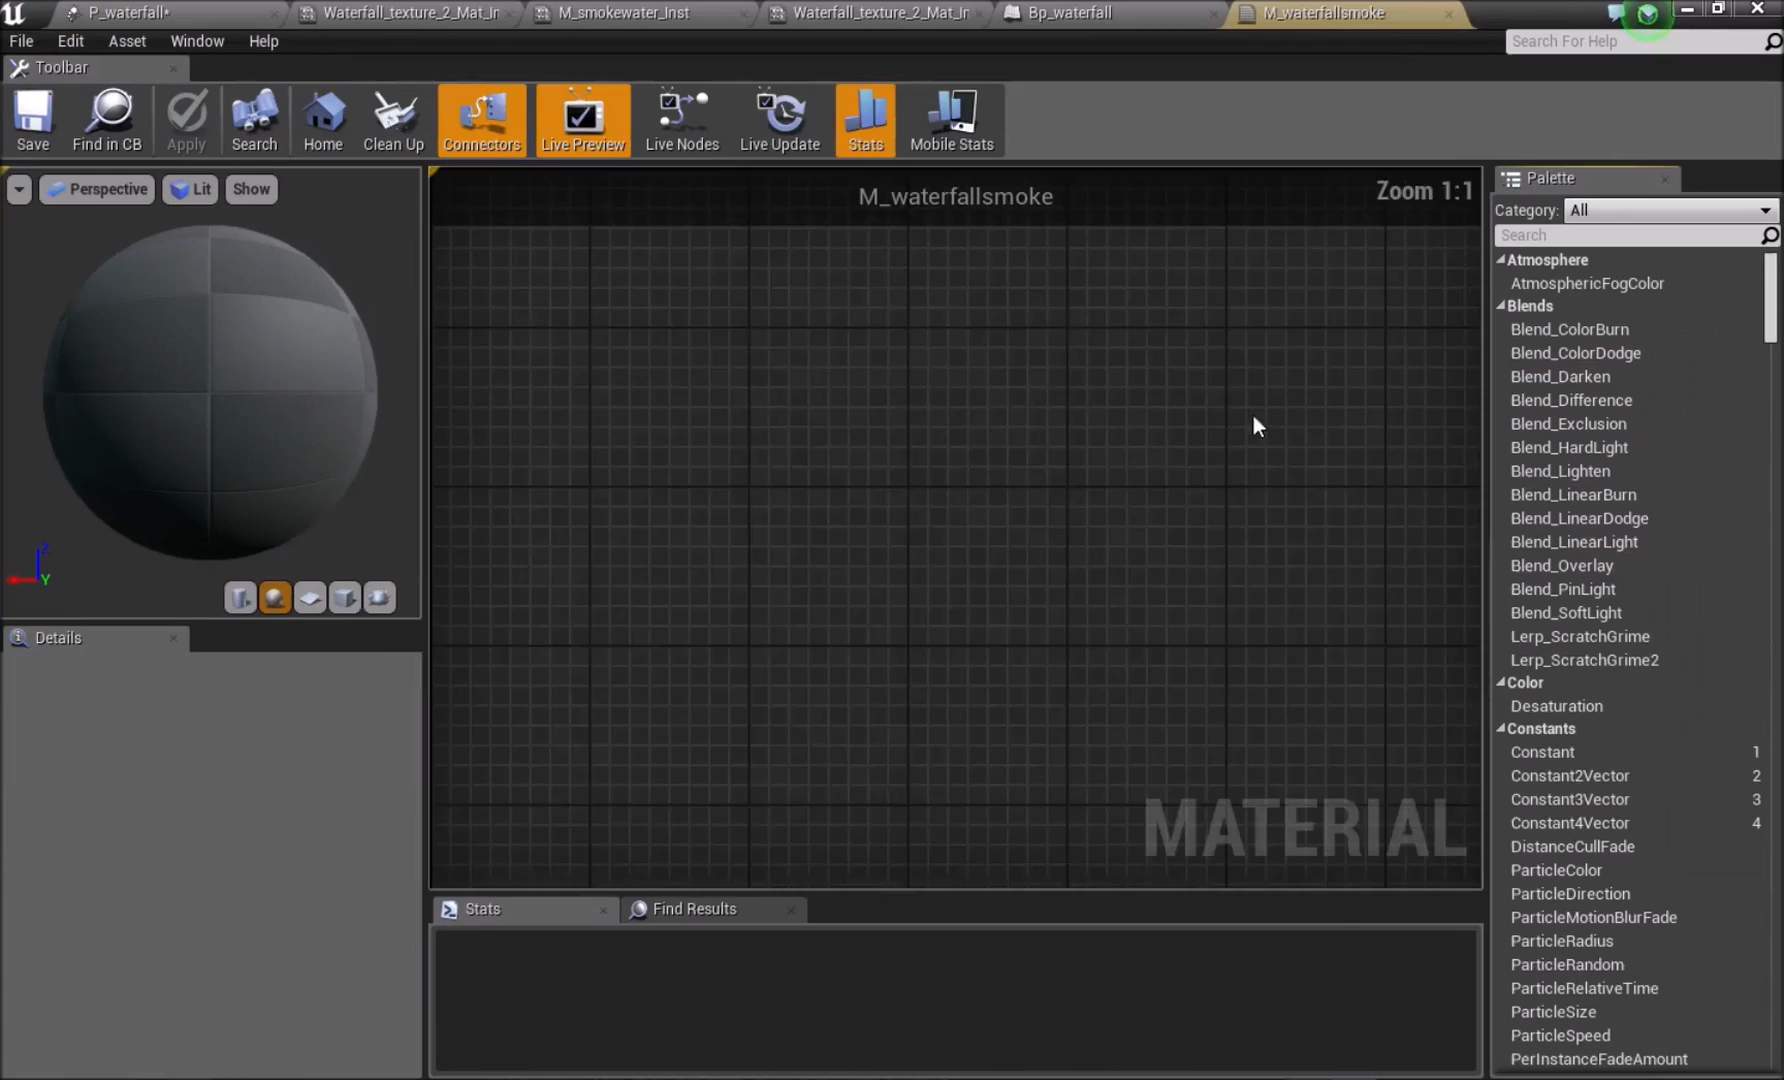 P_waterfall*
Waterfall_texture_2_Mat_Ir
M_smokewater_Inst
Waterfall_texture_2_Mat_Ir
Bp_waterfall
M_waterfallsmoke
File Edit Asset Window Help
Search For Help
Toolbar
Save
Find in CB
Apply
Search
Home
Clean Up
Connectors
Live Preview
Live Nodes
Live Update
Stats
Mobile Stats
Perspective
Lit
Show
Z
Y
Details
M_waterfallsmoke
Zoom 1:1
MATERIAL
Stats
Find Results
Palette
Category: All
Search
Atmosphere
AtmosphericFogColor
Blends
Blend_ColorBurn
Blend_ColorDodge
Blend_Darken
Blend_Difference
Blend_Exclusion
Blend_HardLight
Blend_Lighten
Blend_LinearBurn
Blend_LinearDodge
Blend_LinearLight
Blend_Overlay
Blend_PinLight
Blend_SoftLight
Lerp_ScratchGrime
Lerp_ScratchGrime2
Color
Desaturation
Constants
Constant 1
Constant2Vector 2
Constant3Vector 3
Constant4Vector 4
DistanceCullFade
ParticleColor
ParticleDirection
ParticleMotionBlurFade
ParticleRadius
ParticleRandom
ParticleRelativeTime
ParticleSize
ParticleSpeed
PerInstanceFadeAmount